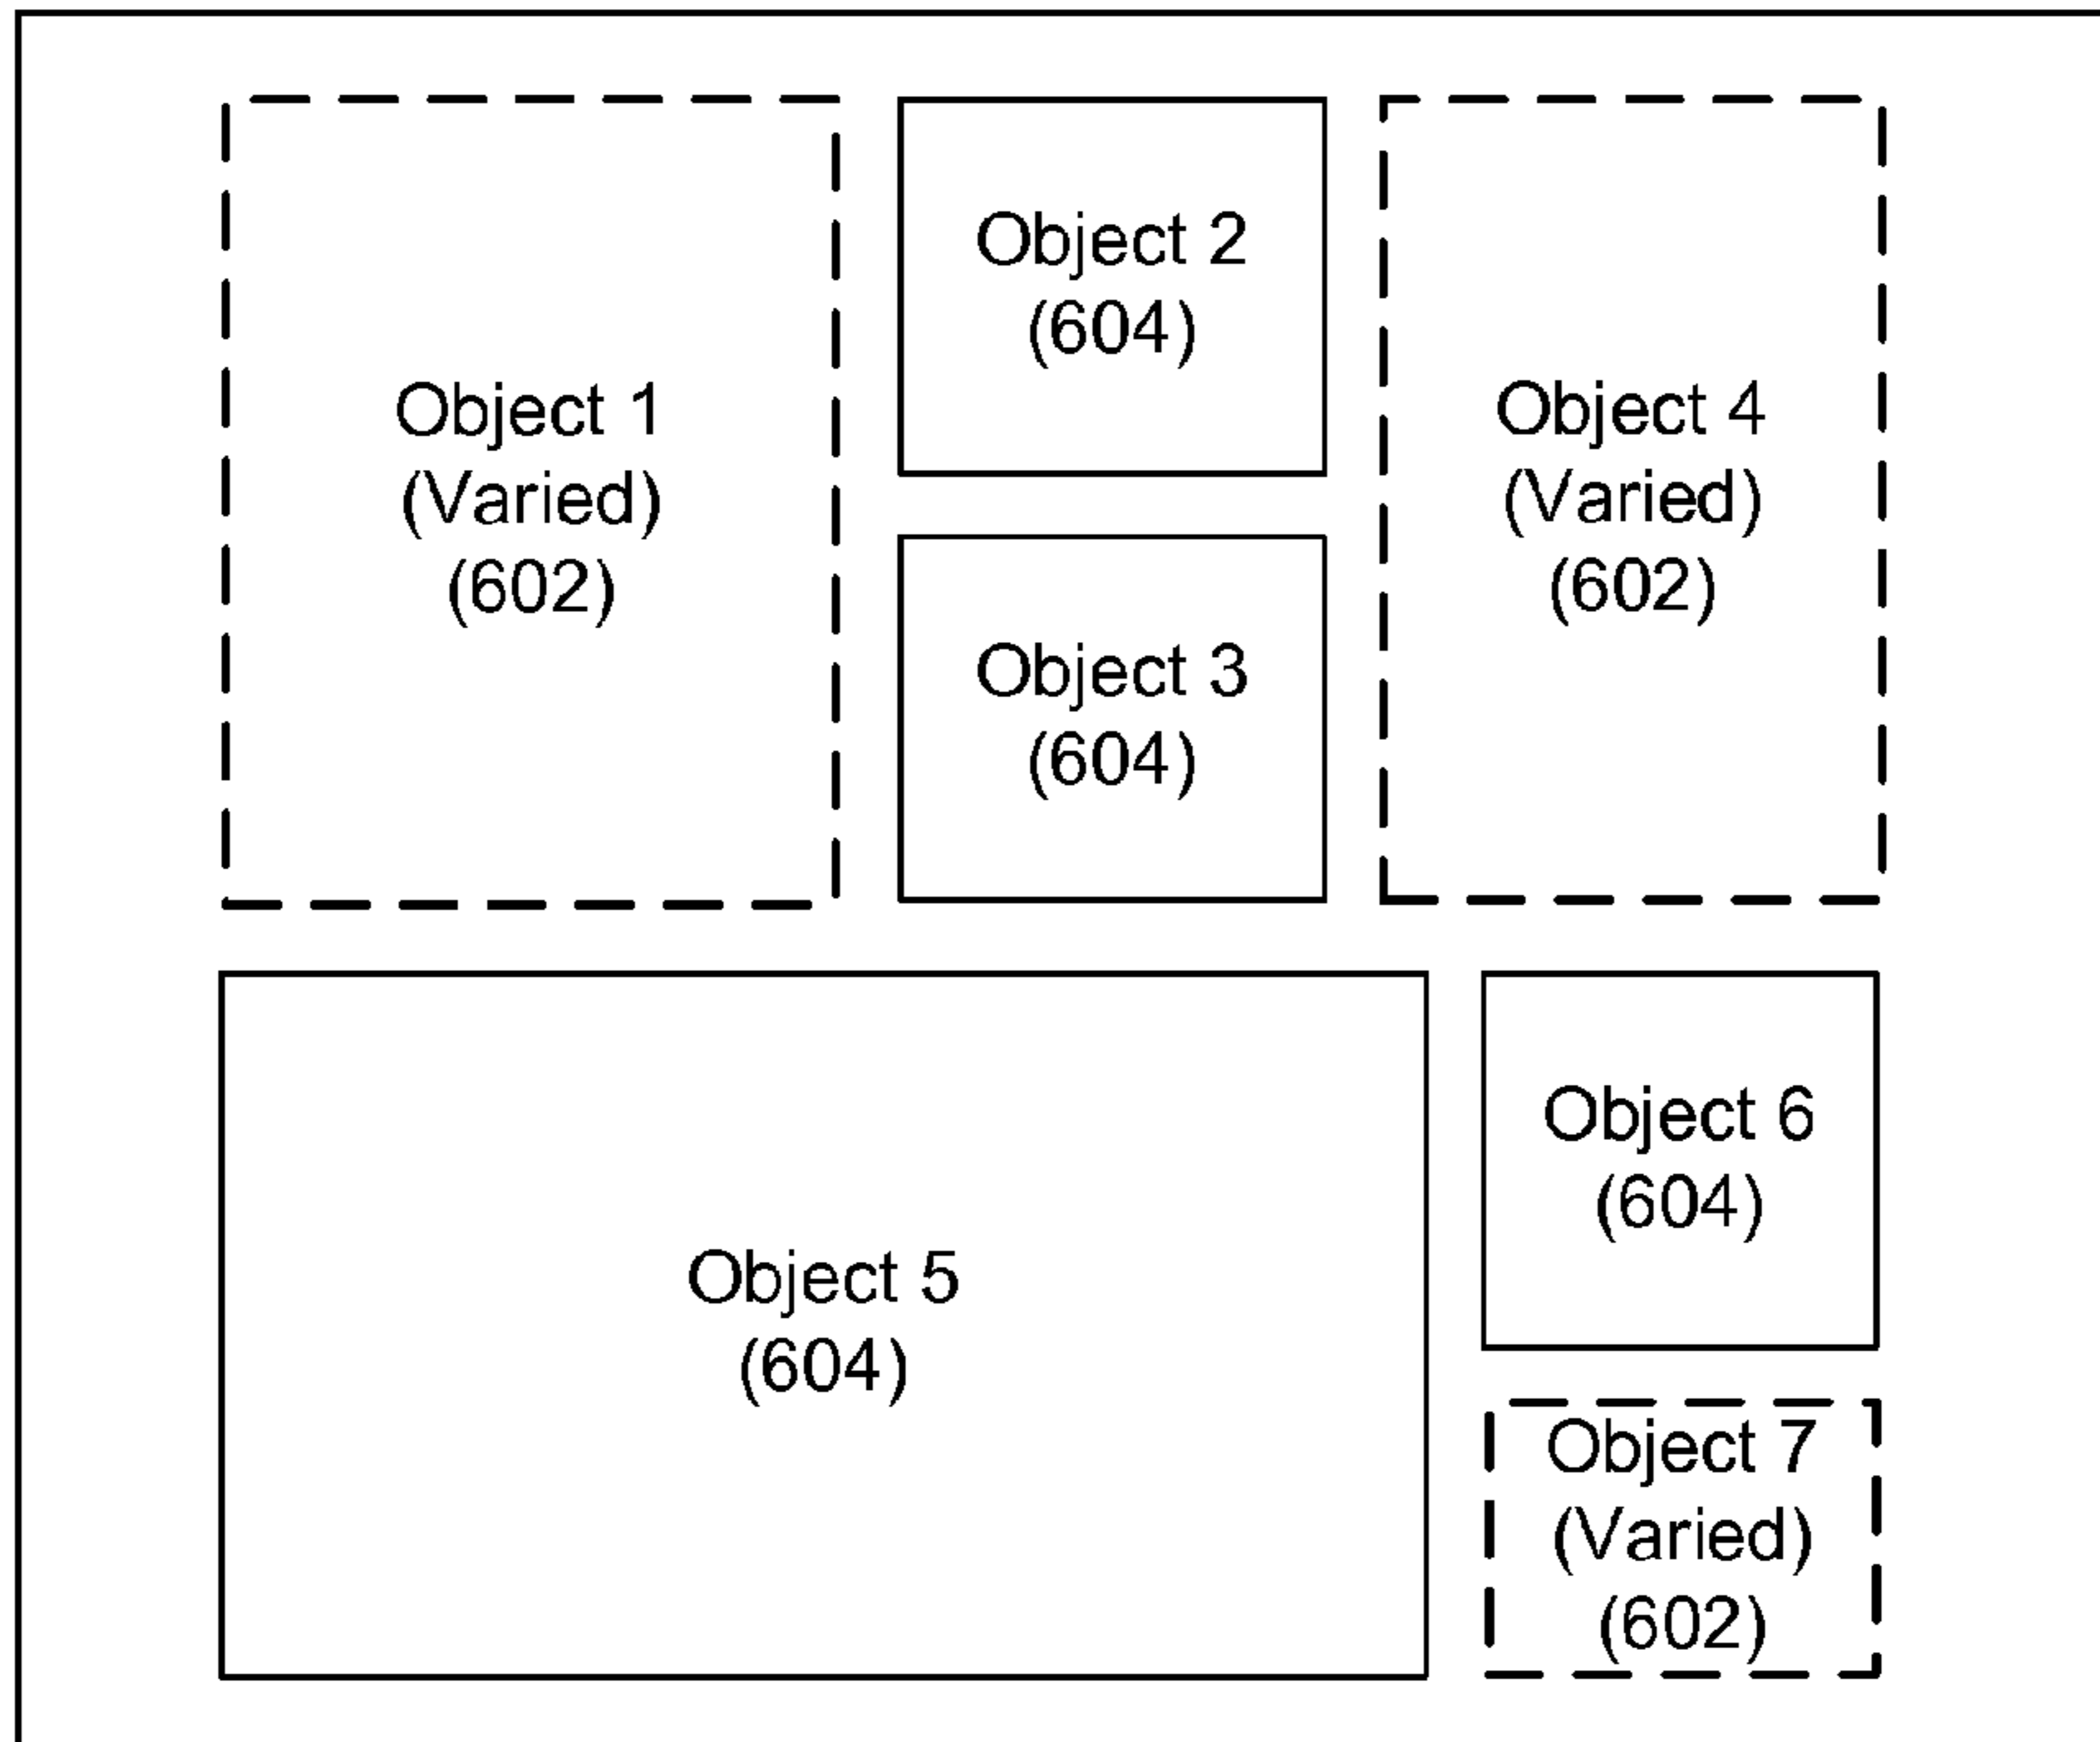 Object 1
(Varied)
(602)
Object 2
(604)
Object 3
(604)
Object 4
(Varied)
(602)
Object 5
(604)
Object 6
(604)
Object 7
(Varied)
(602)